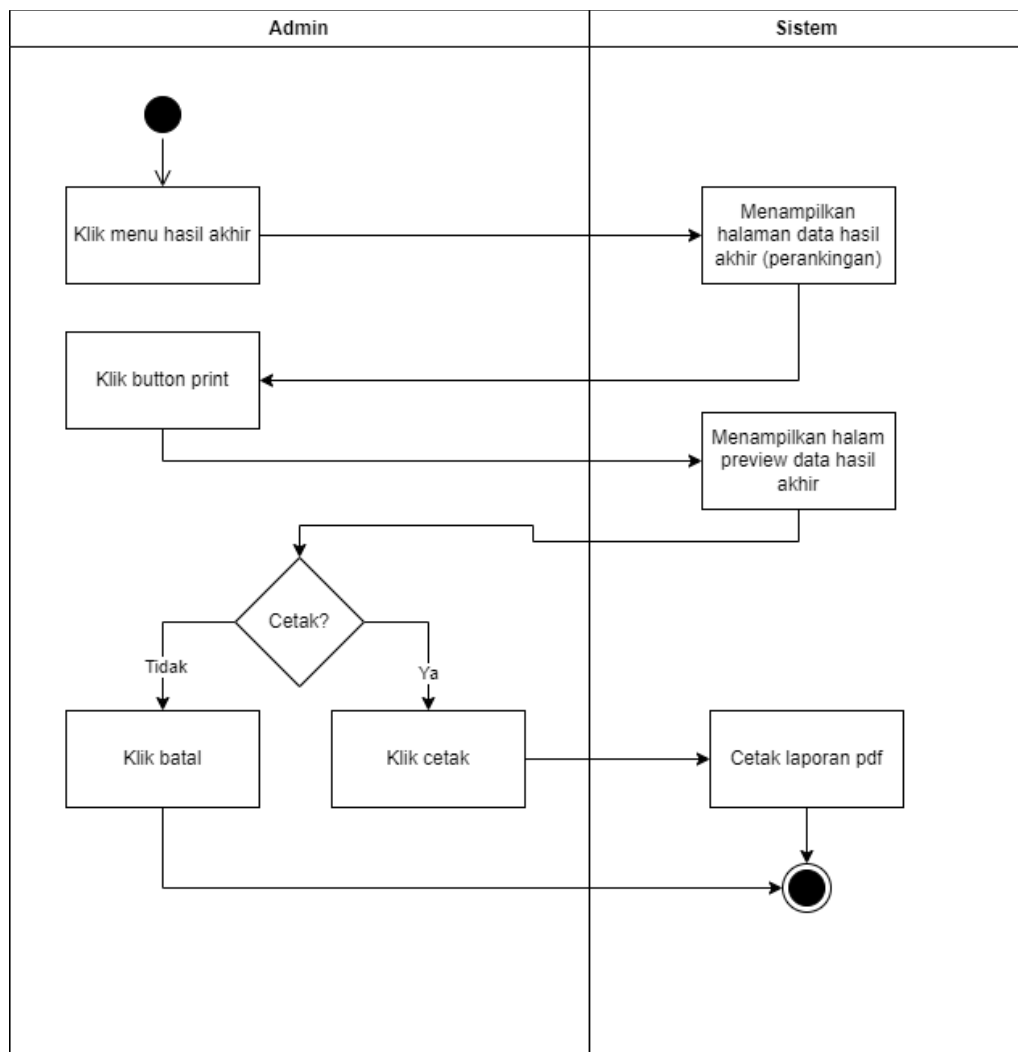 Admin
Sistem
Klik menu hasil akhir
Menampilkan
halaman data hasil
akhir (perankingan)
Klik button print
Menampilkan halam
preview data hasil
akhir
Cetak?
Tidak
Ya
Klik batal
Klik cetak
Cetak laporan pdf